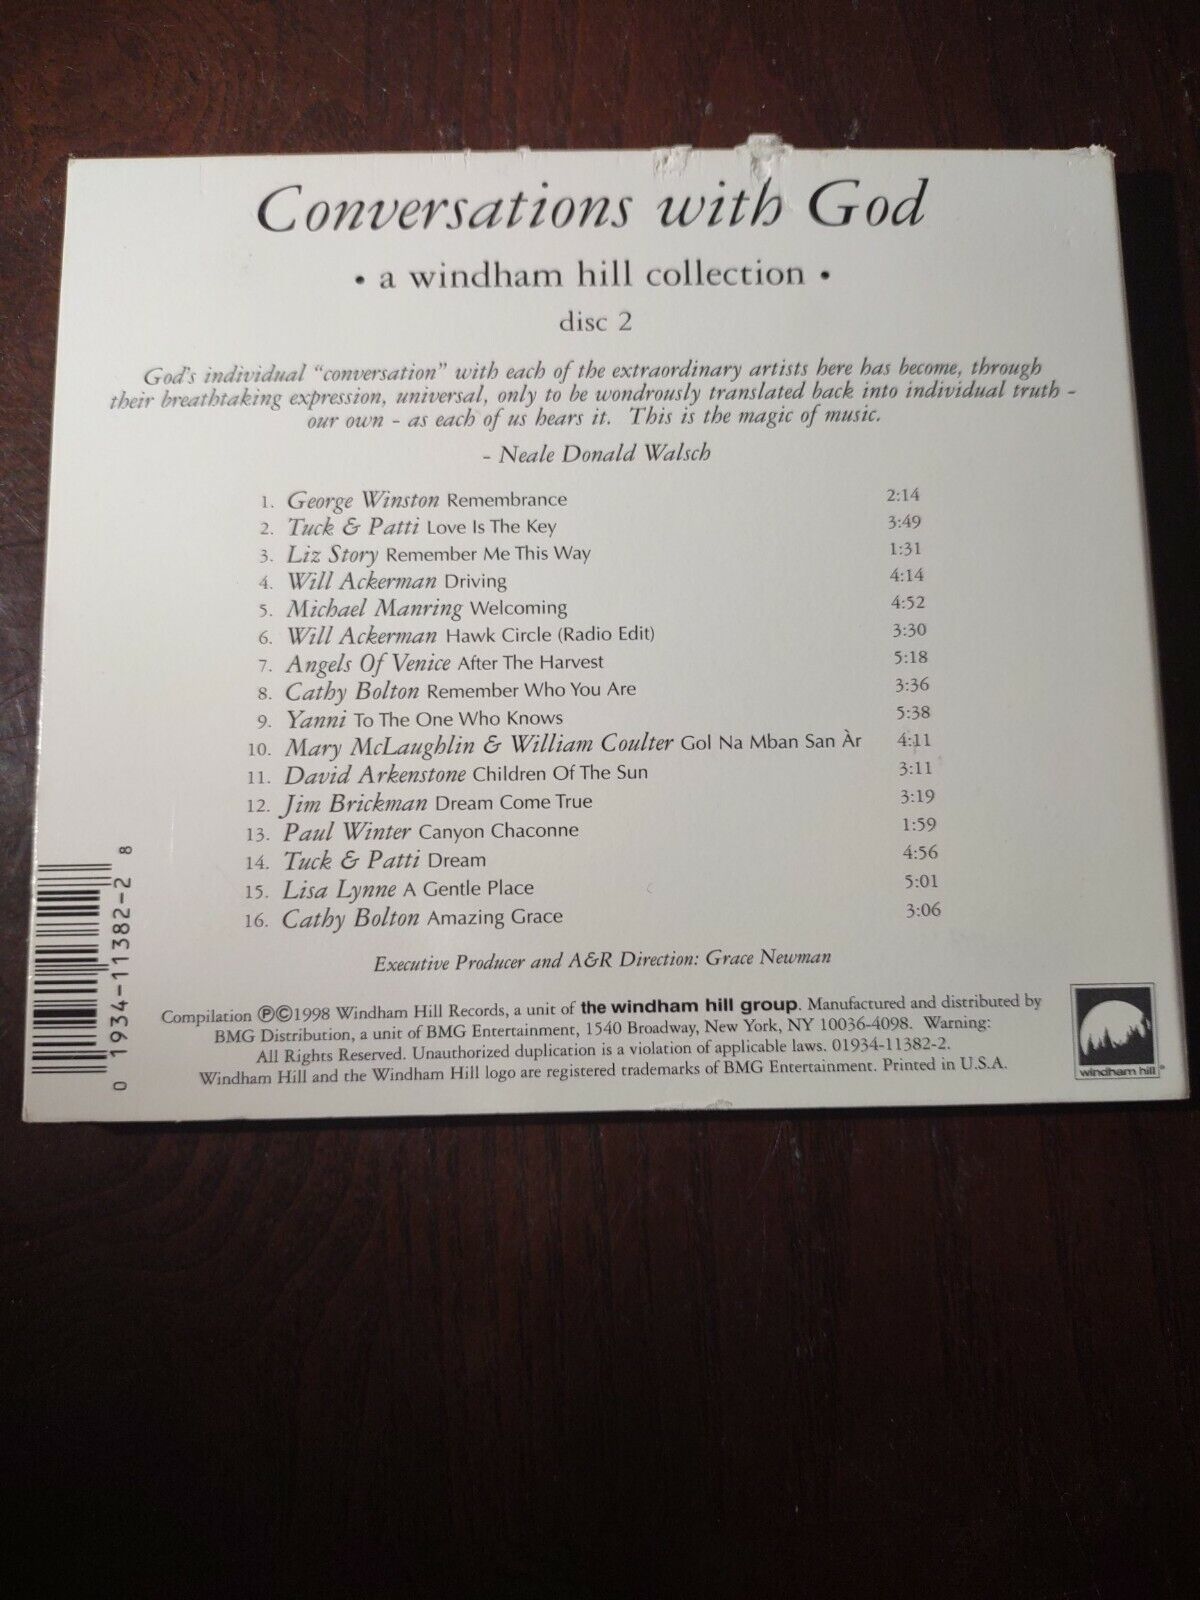 Conversations with God
• a windham hill collection •
disc 2
God's individual "conversation" with each of the extraordinary artists here has become, through
their breathtaking expression, universal, only to be wondrously translated back into individual truth -
our own - as each of us hears it. This is the magic of music.
- Neale Donald Walsch
1. George Winston Remembrance 2:14
2. Tuck & Patti Love Is The Key 3:49
3. Liz Story Remember Me This Way 1:31
4. Will Ackerman Driving 4:14
5. Michael Manring Welcoming 4:52
6. Will Ackerman Hawk Circle (Radio Edit) 3:30
7. Angels Of Venice After The Harvest 5:18
8. Cathy Bolton Remember Who You Are 3:36
9. Yanni To The One Who Knows 5:38
10. Mary McLaughlin & William Coulter Gol Na Mban San Àr 4:11
11. David Arkenstone Children Of The Sun 3:11
12. Jim Brickman Dream Come True 3:19
13. Paul Winter Canyon Chaconne 1:59
14. Tuck & Patti Dream 4:56
15. Lisa Lynne A Gentle Place 5:01
16. Cathy Bolton Amazing Grace 3:06
Executive Producer and A&R Direction: Grace Newman
Compilation ℗©1998 Windham Hill Records, a unit of the windham hill group. Manufactured and distributed by
BMG Distribution, a unit of BMG Entertainment, 1540 Broadway, New York, NY 10036-4098. Warning:
All Rights Reserved. Unauthorized duplication is a violation of applicable laws. 01934-11382-2.
Windham Hill and the Windham Hill logo are registered trademarks of BMG Entertainment. Printed in U.S.A.
windham hill®
0 1934-11382-2 8